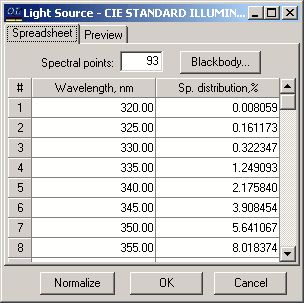 OL Light Source - CIE STANDARD ILLUMIN...
Spreadsheet Preview
Spectral points: 93 Blackbody...
# Wavelength, nm Sp. distribution,%
1 320.00 0.008059
2 325.00 0.161173
3 330.00 0.322347
4 335.00 1.249093
5 340.00 2.175840
6 345.00 3.908454
7 350.00 5.641067
8 355.00 8.018374
Normalize OK Cancel